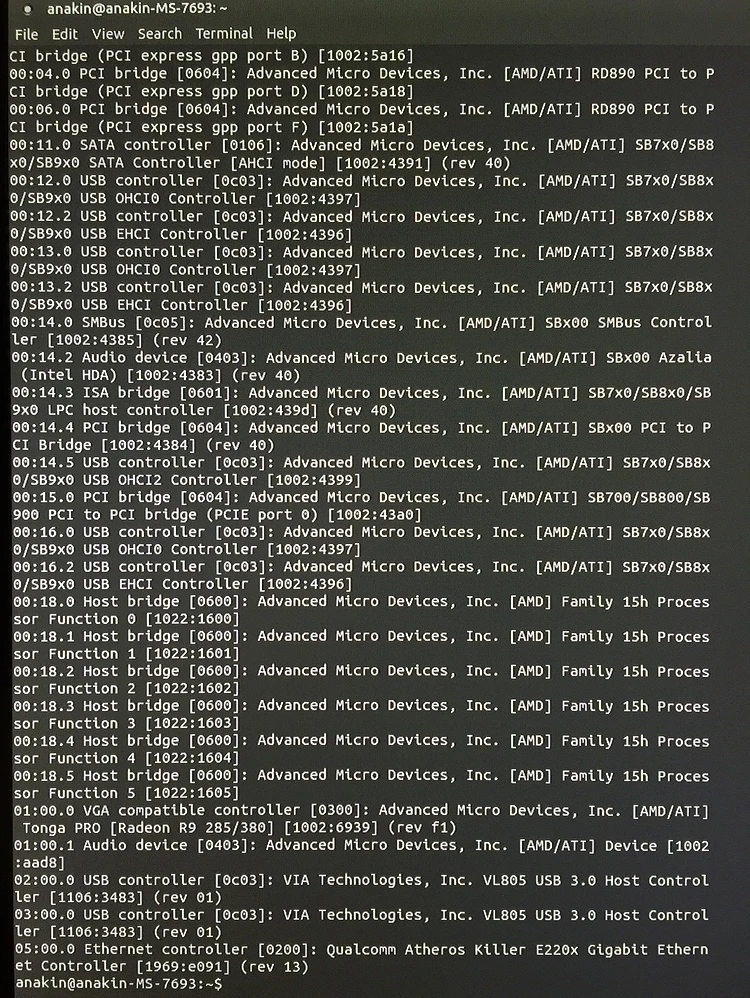 anakin@anakin-MS-7693: ~
File Edit View Search Terminal Help
CI bridge (PCI express gpp port B) [1002:5a16]
00:04.0 PCI bridge [0604]: Advanced Micro Devices, Inc. [AMD/ATI] RD890 PCI to P
CI bridge (PCI express gpp port D) [1002:5a18]
00:06.0 PCI bridge [0604]: Advanced Micro Devices, Inc. [AMD/ATI] RD890 PCI to P
CI bridge (PCI express gpp port F) [1002:5a1a]
00:11.0 SATA controller [0106]: Advanced Micro Devices, Inc. [AMD/ATI] SB7x0/SB8
x0/SB9x0 SATA Controller [AHCI mode] [1002:4391] (rev 40)
00:12.0 USB controller [0c03]: Advanced Micro Devices, Inc. [AMD/ATI] SB7x0/SB8x
0/SB9x0 USB OHCI0 Controller [1002:4397]
00:12.2 USB controller [0c03]: Advanced Micro Devices, Inc. [AMD/ATI] SB7x0/SB8x
0/SB9x0 USB EHCI Controller [1002:4396]
00:13.0 USB controller [0c03]: Advanced Micro Devices, Inc. [AMD/ATI] SB7x0/SB8x
0/SB9x0 USB OHCI0 Controller [1002:4397]
00:13.2 USB controller [0c03]: Advanced Micro Devices, Inc. [AMD/ATI] SB7x0/SB8x
0/SB9x0 USB EHCI Controller [1002:4396]
00:14.0 SMBus [0c05]: Advanced Micro Devices, Inc. [AMD/ATI] SBx00 SMBus Control
ler [1002:4385] (rev 42)
00:14.2 Audio device [0403]: Advanced Micro Devices, Inc. [AMD/ATI] SBx00 Azalia
 (Intel HDA) [1002:4383] (rev 40)
00:14.3 ISA bridge [0601]: Advanced Micro Devices, Inc. [AMD/ATI] SB7x0/SB8x0/SB
9x0 LPC host controller [1002:439d] (rev 40)
00:14.4 PCI bridge [0604]: Advanced Micro Devices, Inc. [AMD/ATI] SBx00 PCI to P
CI Bridge [1002:4384] (rev 40)
00:14.5 USB controller [0c03]: Advanced Micro Devices, Inc. [AMD/ATI] SB7x0/SB8x
0/SB9x0 USB OHCI2 Controller [1002:4399]
00:15.0 PCI bridge [0604]: Advanced Micro Devices, Inc. [AMD/ATI] SB700/SB800/SB
900 PCI to PCI bridge (PCIE port 0) [1002:43a0]
00:16.0 USB controller [0c03]: Advanced Micro Devices, Inc. [AMD/ATI] SB7x0/SB8x
0/SB9x0 USB OHCI0 Controller [1002:4397]
00:16.2 USB controller [0c03]: Advanced Micro Devices, Inc. [AMD/ATI] SB7x0/SB8x
0/SB9x0 USB EHCI Controller [1002:4396]
00:18.0 Host bridge [0600]: Advanced Micro Devices, Inc. [AMD] Family 15h Proces
sor Function 0 [1022:1600]
00:18.1 Host bridge [0600]: Advanced Micro Devices, Inc. [AMD] Family 15h Proces
sor Function 1 [1022:1601]
00:18.2 Host bridge [0600]: Advanced Micro Devices, Inc. [AMD] Family 15h Proces
sor Function 2 [1022:1602]
00:18.3 Host bridge [0600]: Advanced Micro Devices, Inc. [AMD] Family 15h Proces
sor Function 3 [1022:1603]
00:18.4 Host bridge [0600]: Advanced Micro Devices, Inc. [AMD] Family 15h Proces
sor Function 4 [1022:1604]
00:18.5 Host bridge [0600]: Advanced Micro Devices, Inc. [AMD] Family 15h Proces
sor Function 5 [1022:1605]
01:00.0 VGA compatible controller [0300]: Advanced Micro Devices, Inc. [AMD/ATI]
 Tonga PRO [Radeon R9 285/380] [1002:6939] (rev f1)
01:00.1 Audio device [0403]: Advanced Micro Devices, Inc. [AMD/ATI] Device [1002
:aad8]
02:00.0 USB controller [0c03]: VIA Technologies, Inc. VL805 USB 3.0 Host Control
ler [1106:3483] (rev 01)
03:00.0 USB controller [0c03]: VIA Technologies, Inc. VL805 USB 3.0 Host Control
ler [1106:3483] (rev 01)
05:00.0 Ethernet controller [0200]: Qualcomm Atheros Killer E220x Gigabit Ethern
et Controller [1969:e091] (rev 13)
anakin@anakin-MS-7693:~$